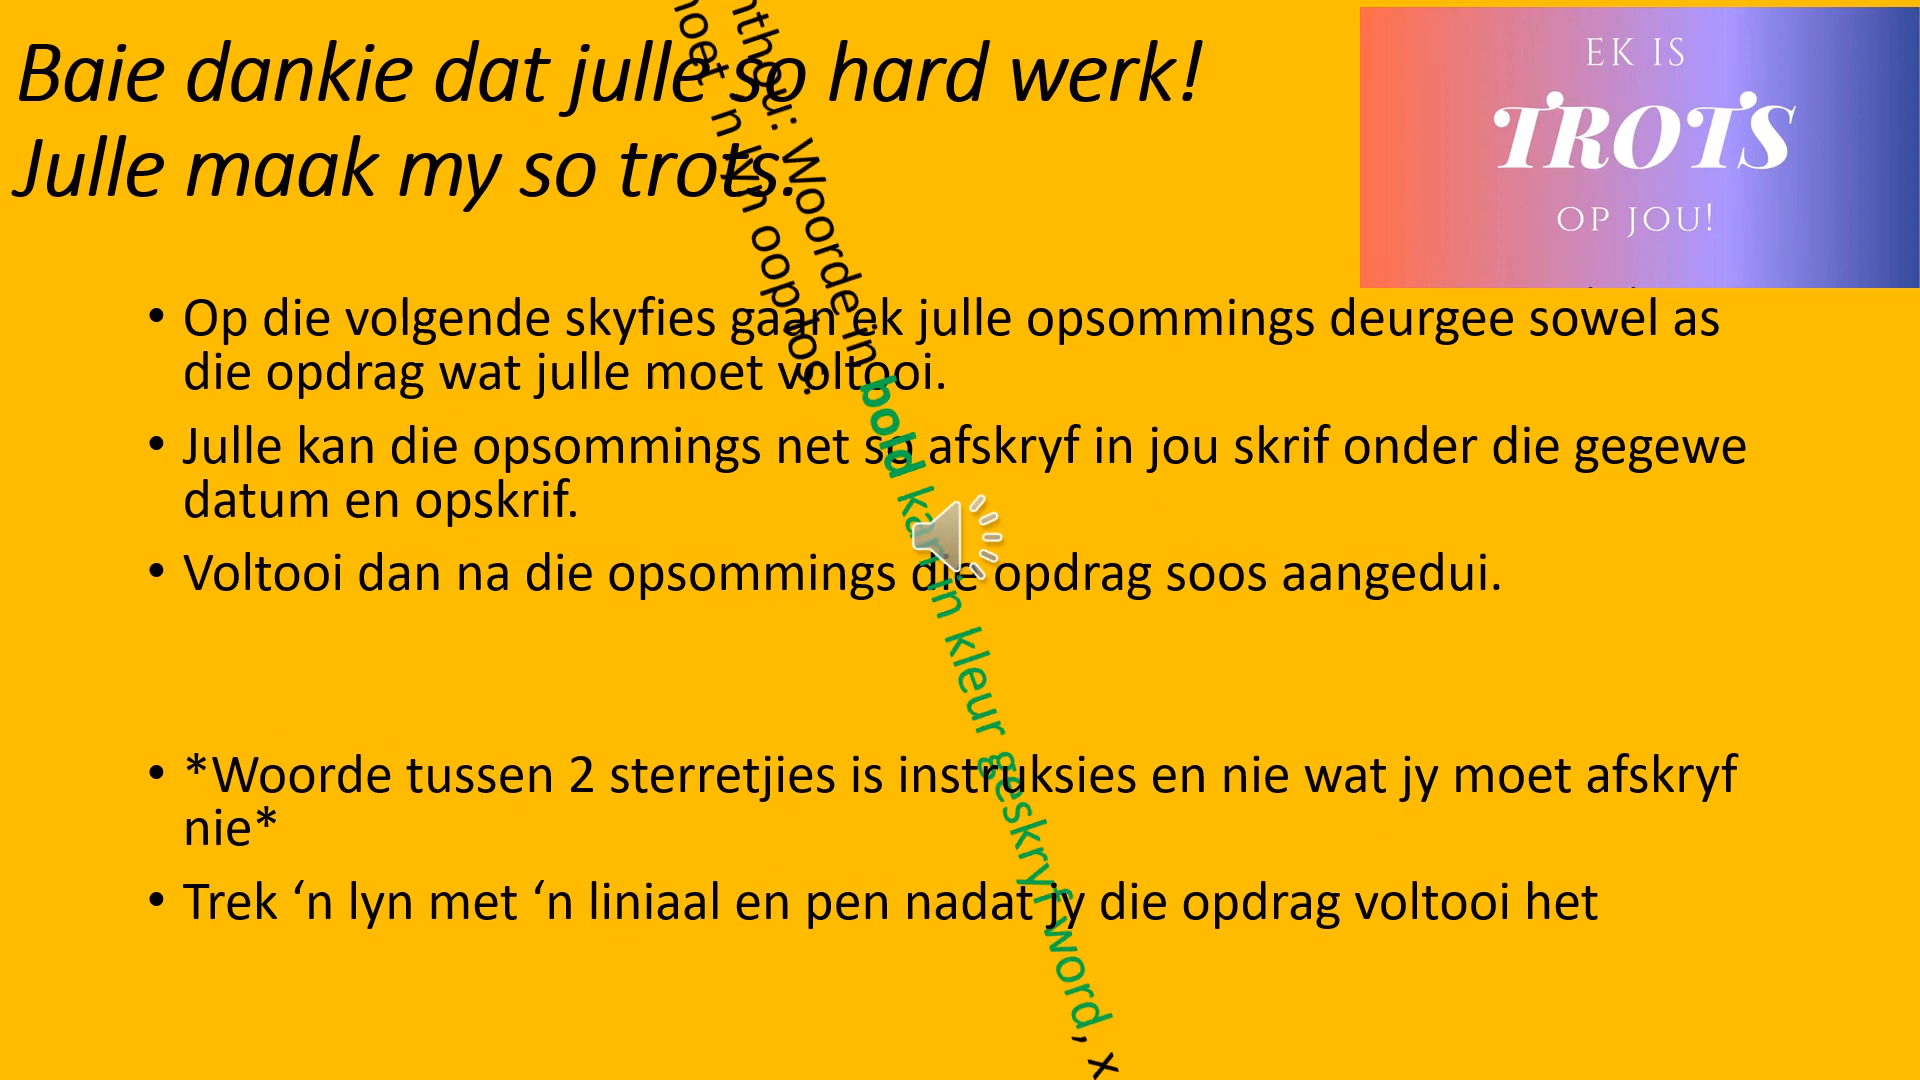 Baie dankie dat julle so hard werk!
Julle maak my so trots.
EK IS
TROTS
OP JOU!
• Op die volgende skyfies gaan ek julle opsommings deurgee sowel as
die opdrag wat julle moet voltooi.
• Julle kan die opsommings net so afskryf in jou skrif onder die gegewe
datum en opskrif.
• Voltooi dan na die opsommings die opdrag soos aangedui.
• *Woorde tussen 2 sterretjies is instruksies en nie wat jy moet afskryf
nie*
• Trek ‘n lyn met ‘n liniaal en pen nadat jy die opdrag voltooi het
: Woorde in bold kan in kleur geskryf word, x
moet ‘n lyn oop los.